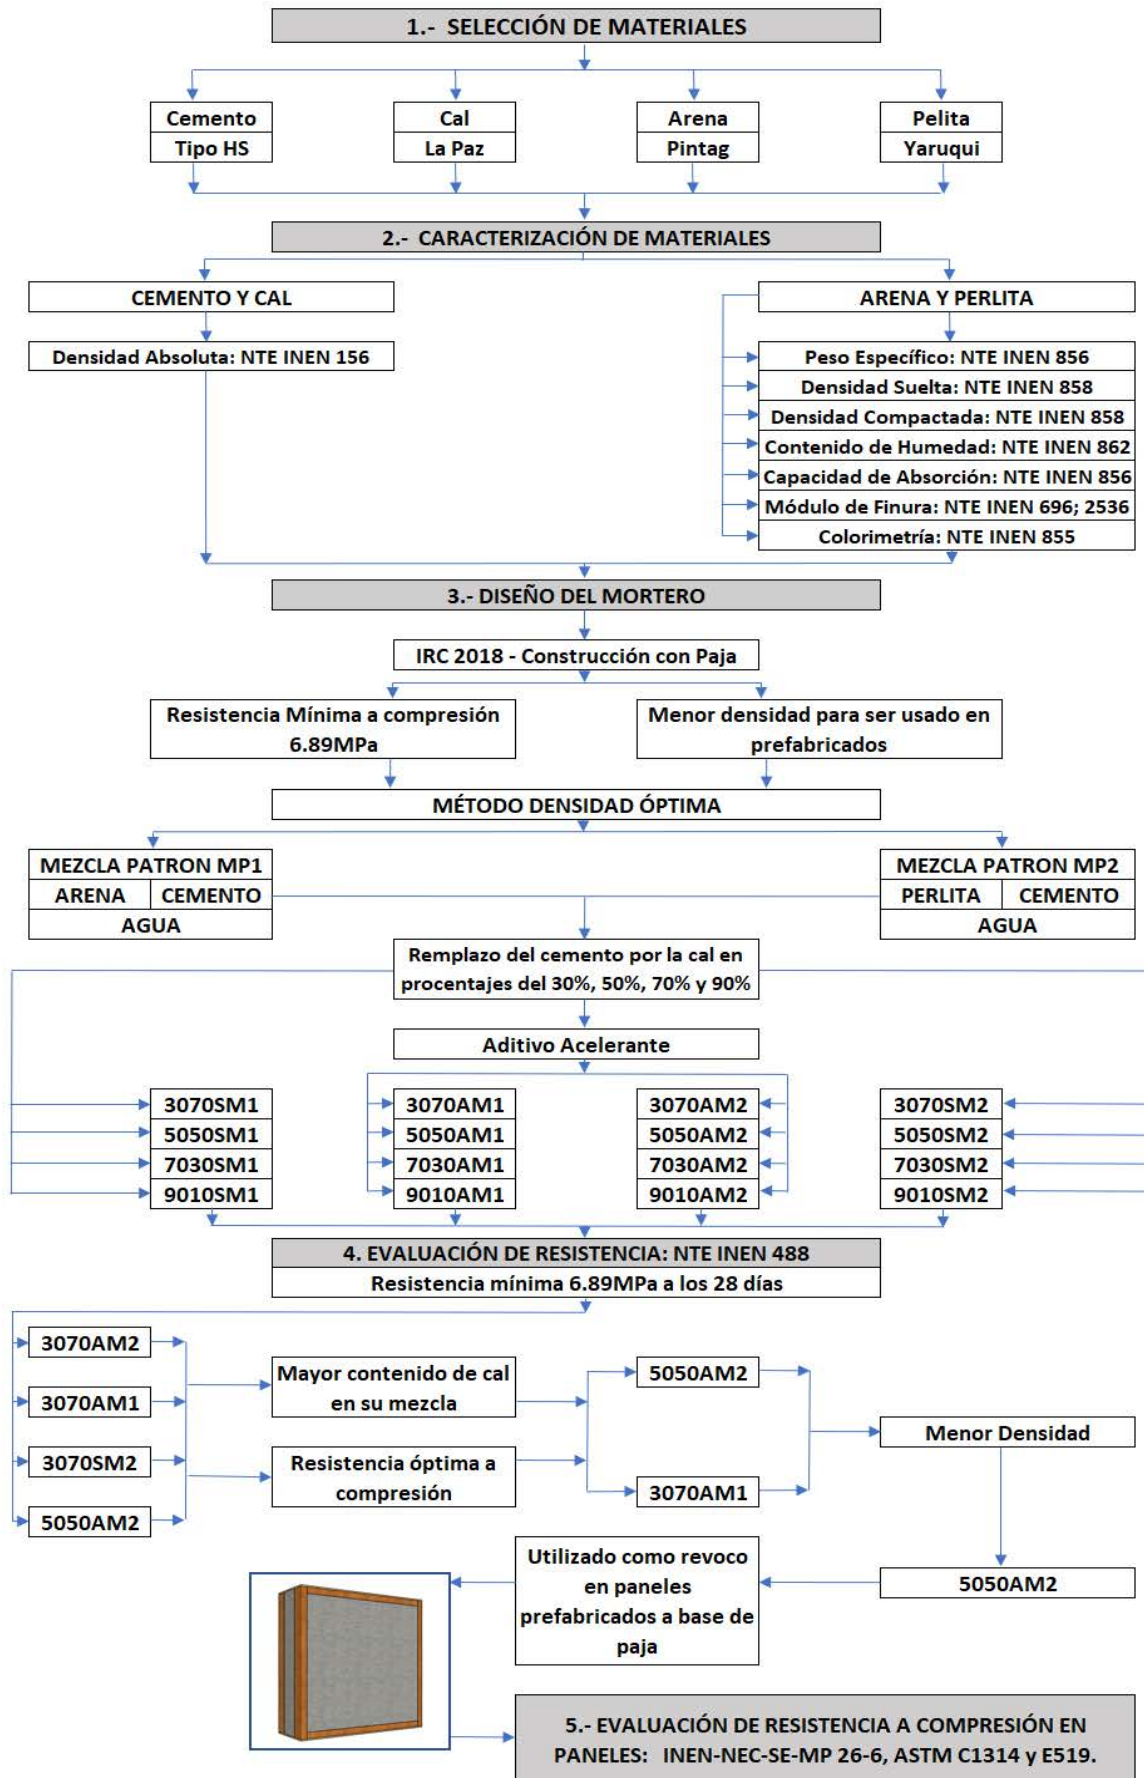 1.- SELECCIÓN DE MATERIALES
Cemento
Tipo HS
Cal
La Paz
Arena
Pintag
Pelita
Yaruqui
2.- CARACTERIZACIÓN DE MATERIALES
CEMENTO Y CAL
Densidad Absoluta: NTE INEN 156
ARENA Y PERLITA
Peso Específico: NTE INEN 856
Densidad Suelta: NTE INEN 858
Densidad Compactada: NTE INEN 858
Contenido de Humedad: NTE INEN 862
Capacidad de Absorción: NTE INEN 856
Módulo de Finura: NTE INEN 696; 2536
Colorimetría: NTE INEN 855
3.- DISEÑO DEL MORTERO
IRC 2018 - Construcción con Paja
Resistencia Mínima a compresión
6.89MPa
Menor densidad para ser usado en
prefabricados
MÉTODO DENSIDAD ÓPTIMA
MEZCLA PATRON MP1
ARENA CEMENTO
AGUA
MEZCLA PATRON MP2
PERLITA CEMENTO
AGUA
Remplazo del cemento por la cal en
procentajes del 30%, 50%, 70% y 90%
Aditivo Acelerante
3070SM1
5050SM1
7030SM1
9010SM1
3070AM1
5050AM1
7030AM1
9010AM1
3070AM2
5050AM2
7030AM2
9010AM2
3070SM2
5050SM2
7030SM2
9010SM2
4. EVALUACIÓN DE RESISTENCIA: NTE INEN 488
Resistencia mínima 6.89MPa a los 28 días
3070AM2
3070AM1
3070SM2
5050AM2
Mayor contenido de cal
en su mezcla
Resistencia óptima a
compresión
5050AM2
3070AM1
Menor Densidad
5050AM2
Utilizado como revoco
en paneles
prefabricados a base de
paja
5.- EVALUACIÓN DE RESISTENCIA A COMPRESIÓN EN
PANELES: INEN-NEC-SE-MP 26-6, ASTM C1314 y E519.